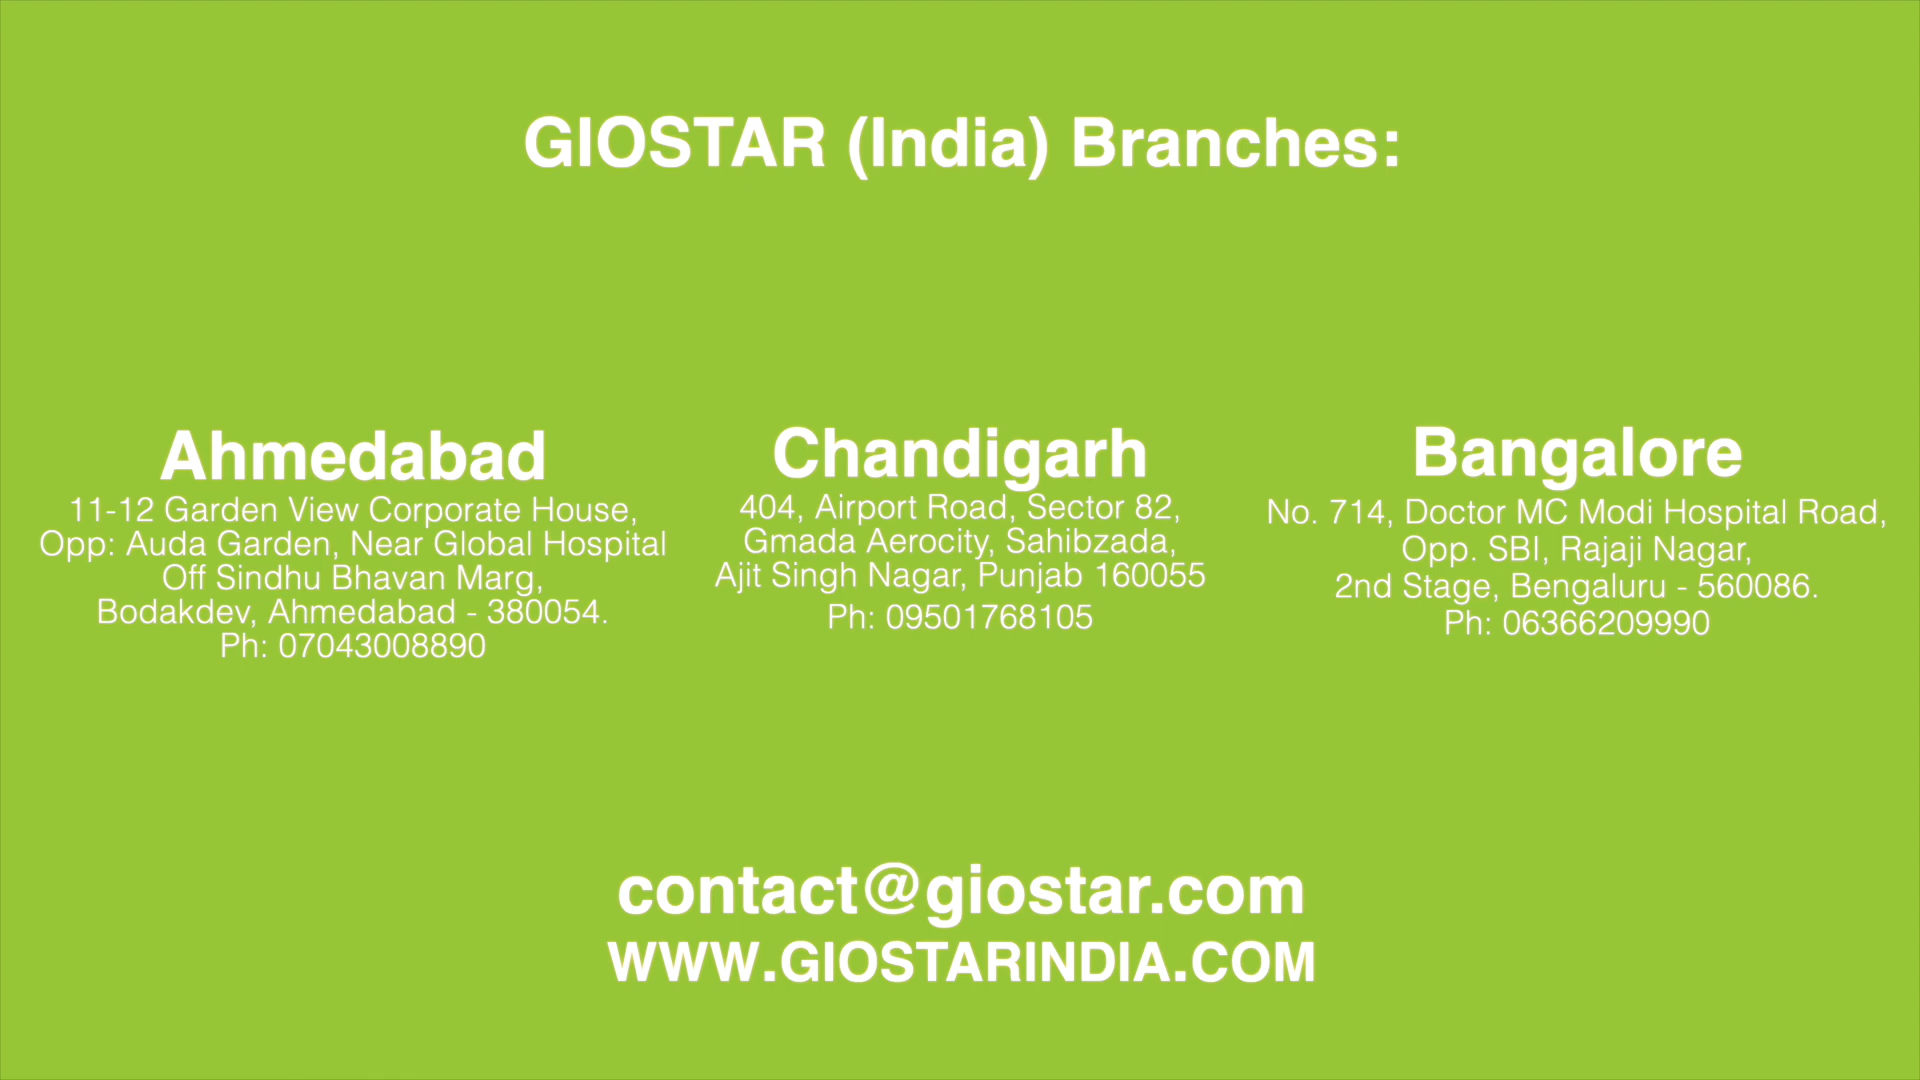 GIOSTAR (India) Branches:
Ahmedabad
11-12 Garden View Corporate House,
Opp: Auda Garden, Near Global Hospital
Off Sindhu Bhavan Marg,
Bodakdev, Ahmedabad - 380054.
Ph: 07043008890
Chandigarh
404, Airport Road, Sector 82,
Gmada Aerocity, Sahibzada,
Ajit Singh Nagar, Punjab 160055
Ph: 09501768105
Bangalore
No. 714, Doctor MC Modi Hospital Road,
Opp. SBI, Rajaji Nagar,
2nd Stage, Bengaluru - 560086.
Ph: 06366209990
contact@giostar.com
WWW.GIOSTARINDIA.COM